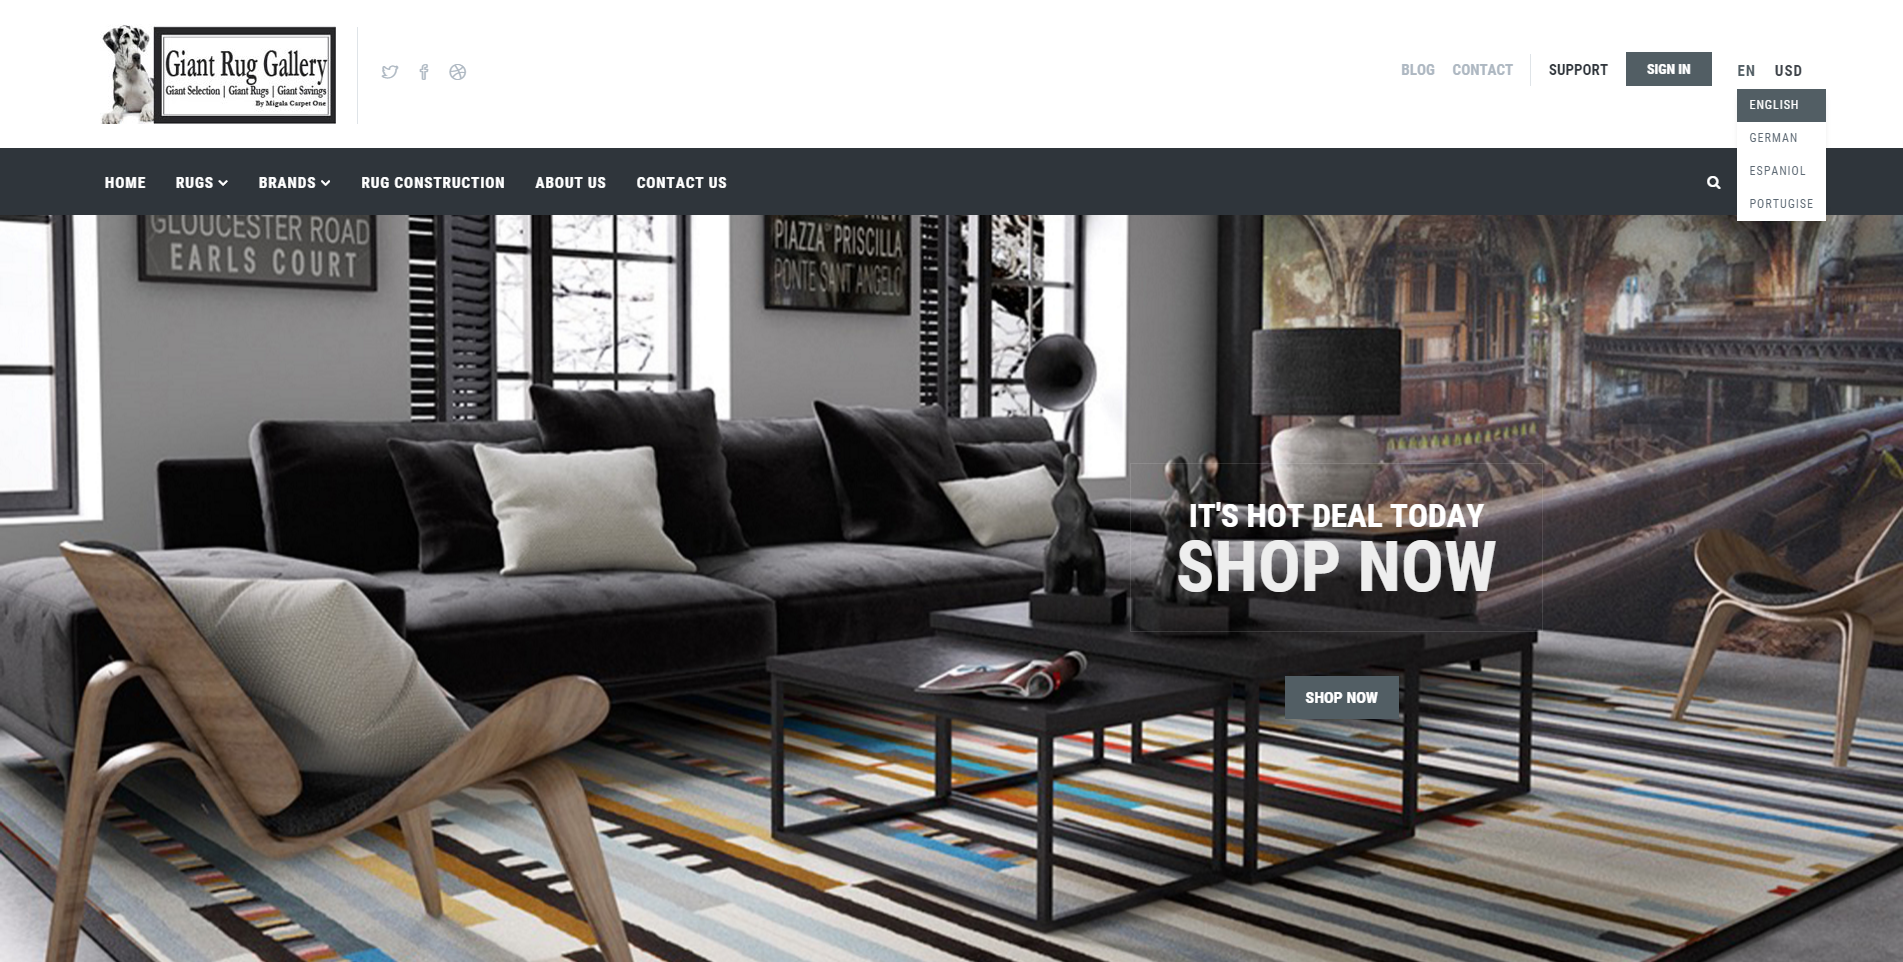 Giant Rug Gallery
Giant Selection | Giant Rugs | Giant Savings
By Migala Carpet One
BLOG CONTACT SUPPORT SIGN IN EN USD
ENGLISH
GERMAN
ESPANIOL
PORTUGISE
HOME RUGS BRANDS RUG CONSTRUCTION ABOUT US CONTACT US
GLOUCESTER ROAD
EARLS COURT
PIAZZA PRISCILLA
PONTE SANT ANGELO
IT'S HOT DEAL TODAY
SHOP NOW
SHOP NOW